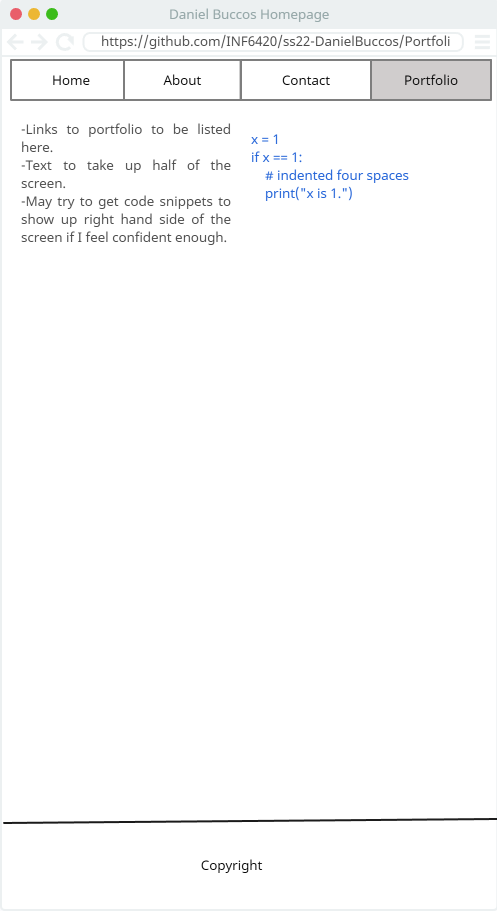 Daniel Buccos Homepage
https://github.com/INF6420/ss22-DanielBuccos/Portfoli
Home About Contact Portfolio
-Links to portfolio to be listed
here.
-Text to take up half of the
screen.
-May try to get code snippets to
show up right hand side of the
screen if I feel confident enough.
x = 1
if x == 1:
    # indented four spaces
    print("x is 1.")
Copyright